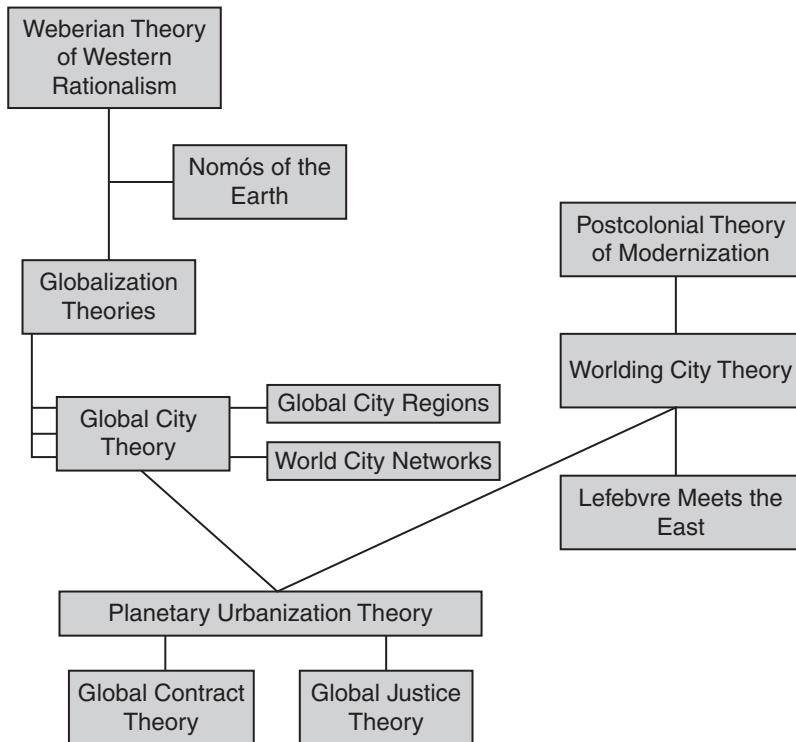 Weberian Theory
of Western
Rationalism
Nomós of the
Earth
Postcolonial Theory
of Modernization
Globalization
Theories
Worlding City Theory
Global City
Theory
Global City Regions
World City Networks
Lefebvre Meets the
East
Planetary Urbanization Theory
Global Contract
Theory
Global Justice
Theory